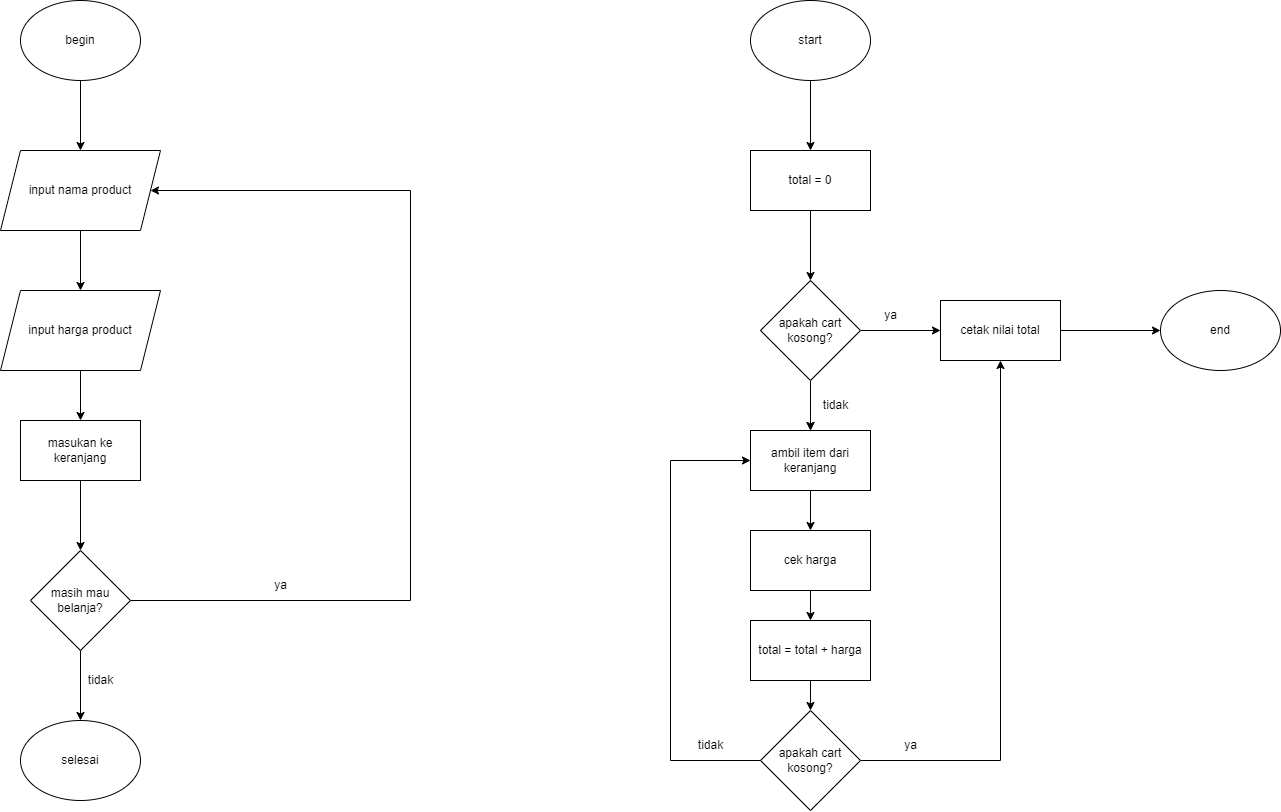 begin
input nama product
input harga product
masukan ke
keranjang
masih mau
belanja?
ya
tidak
selesai
start
total = 0
apakah cart
kosong?
ya
cetak nilai total
end
tidak
ambil item dari
keranjang
cek harga
total = total + harga
apakah cart
kosong?
tidak
ya